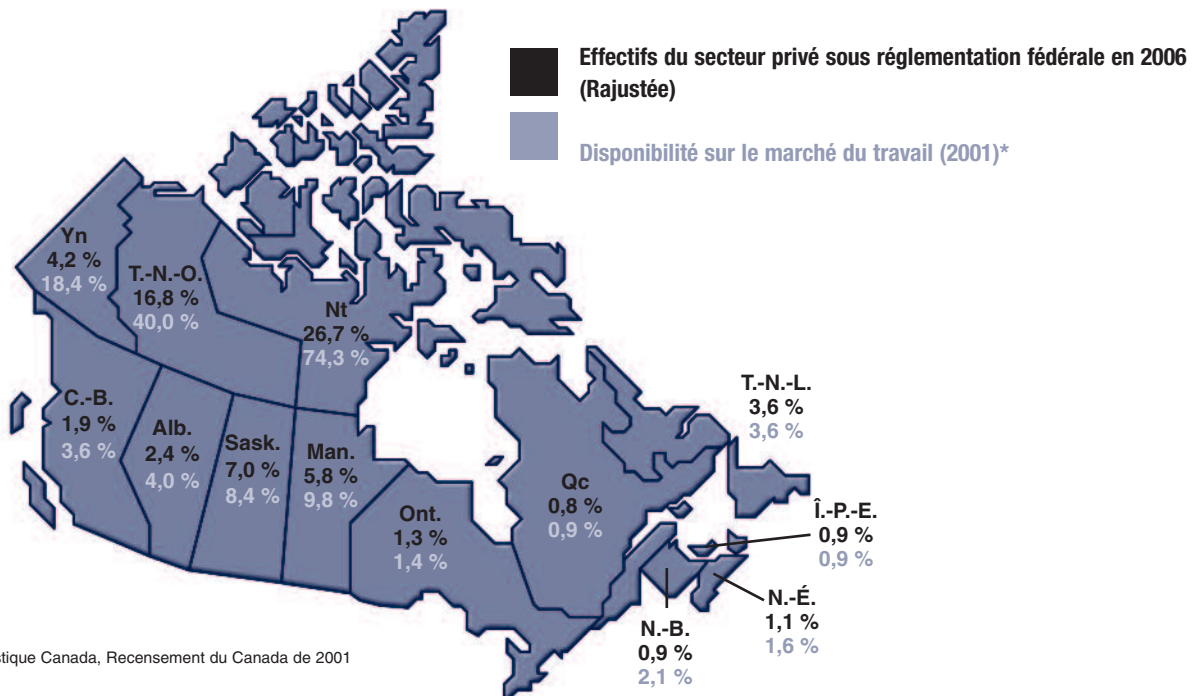 Effectifs du secteur privé sous réglementation fédérale en 2006
(Rajustée)
Disponibilité sur le marché du travail (2001)*
Yn
4,2 %
18,4 %
T.-N.-O.
16,8 %
40,0 %
Nt
26,7 %
74,3 %
C.-B.
1,9 %
3,6 %
Alb.
2,4 %
4,0 %
Sask.
7,0 %
8,4 %
Man.
5,8 %
9,8 %
Ont.
1,3 %
1,4 %
Qc
0,8 %
0,9 %
T.-N.-L.
3,6 %
3,6 %
Î.-P.-E.
0,9 %
0,9 %
N.-É.
1,1 %
1,6 %
N.-B.
0,9 %
2,1 %
Canada, Recensement du Canada de 2001